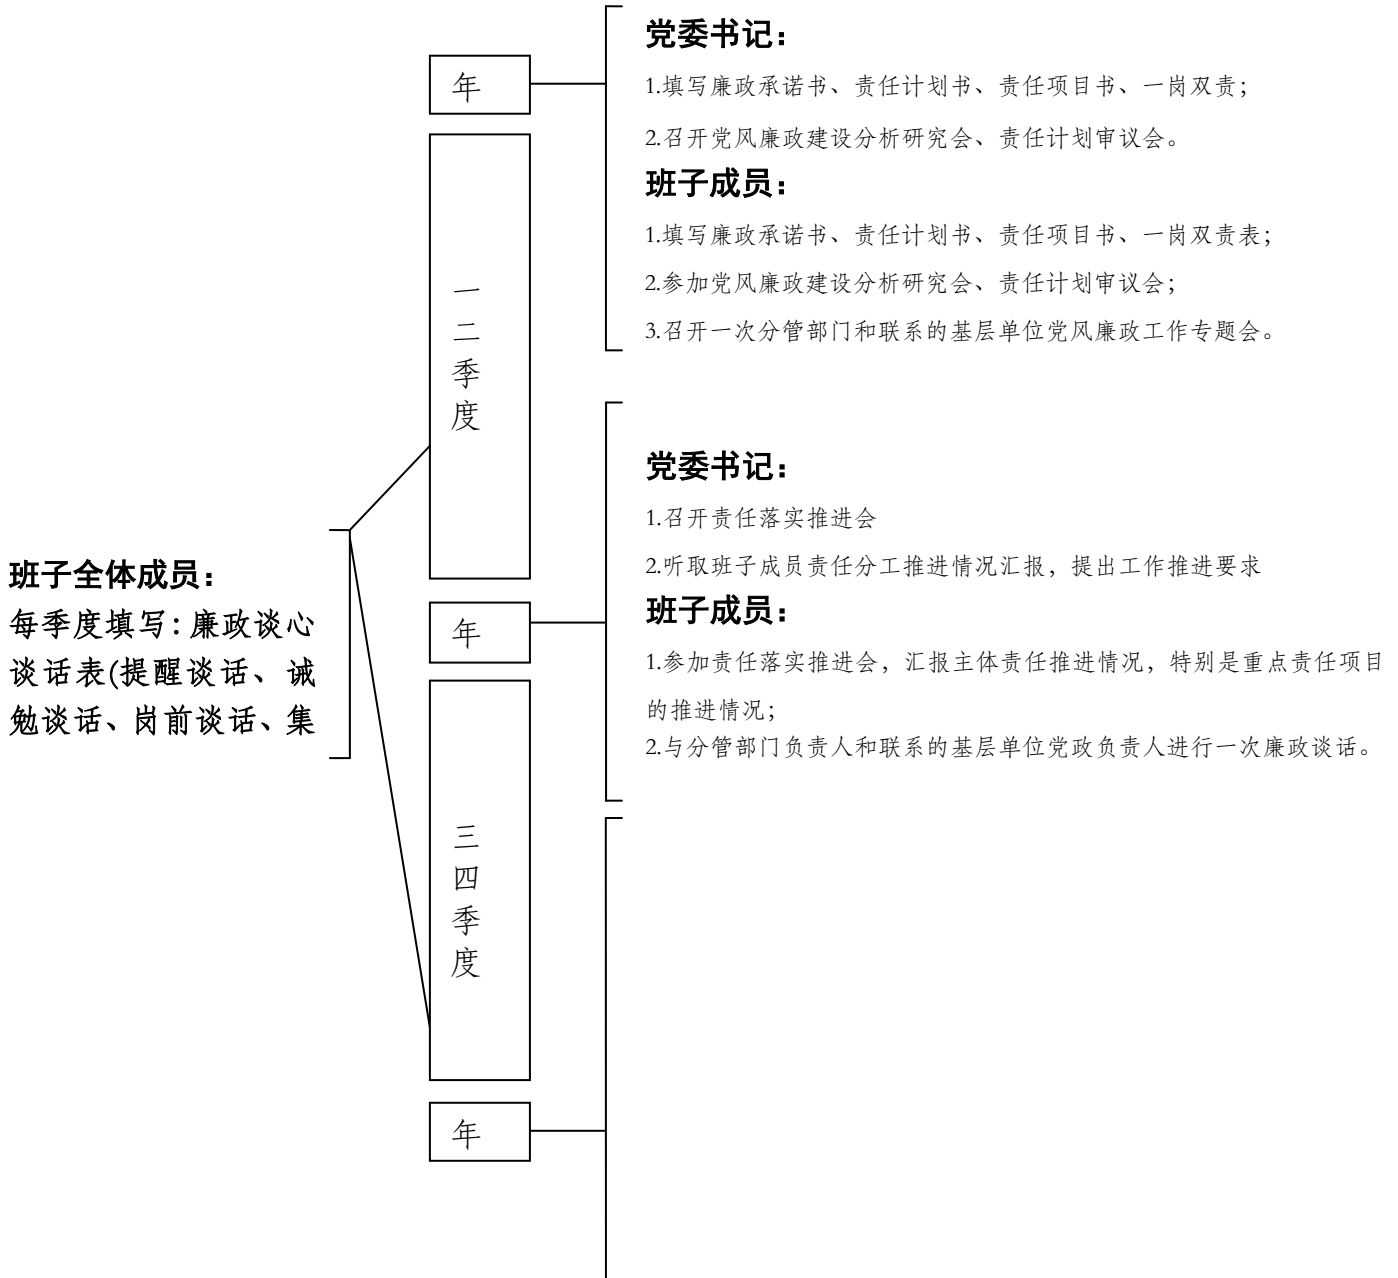 年
党委书记：
1.填写廉政承诺书、责任计划书、责任项目书、一岗双责；
2.召开党风廉政建设分析研究会、责任计划审议会。
班子成员：
1.填写廉政承诺书、责任计划书、责任项目书、一岗双责表；
2.参加党风廉政建设分析研究会、责任计划审议会；
3.召开一次分管部门和联系的基层单位党风廉政工作专题会。
一
二
季
度
班子全体成员：
每季度填写：廉政谈心
谈话表(提醒谈话、诫
勉谈话、岗前谈话、集
年
党委书记：
1.召开责任落实推进会
2.听取班子成员责任分工推进情况汇报，提出工作推进要求
班子成员：
1.参加责任落实推进会，汇报主体责任推进情况，特别是重点责任项目
的推进情况；
2.与分管部门负责人和联系的基层单位党政负责人进行一次廉政谈话。
三
四
季
度
年